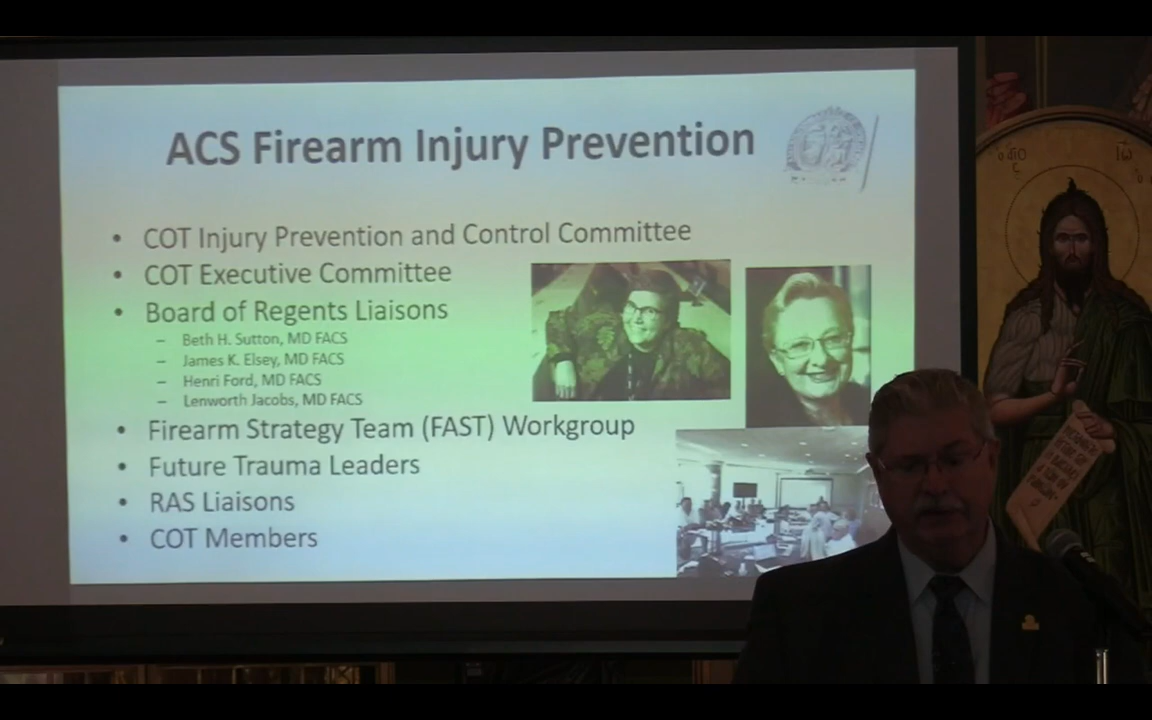 ACS Firearm Injury Prevention
• COT Injury Prevention and Control Committee
• COT Executive Committee
• Board of Regents Liaisons
– Beth H. Sutton, MD FACS
– James K. Elsey, MD FACS
– Henri Ford, MD FACS
– Lenworth Jacobs, MD FACS
• Firearm Strategy Team (FAST) Workgroup
• Future Trauma Leaders
• RAS Liaisons
• COT Members